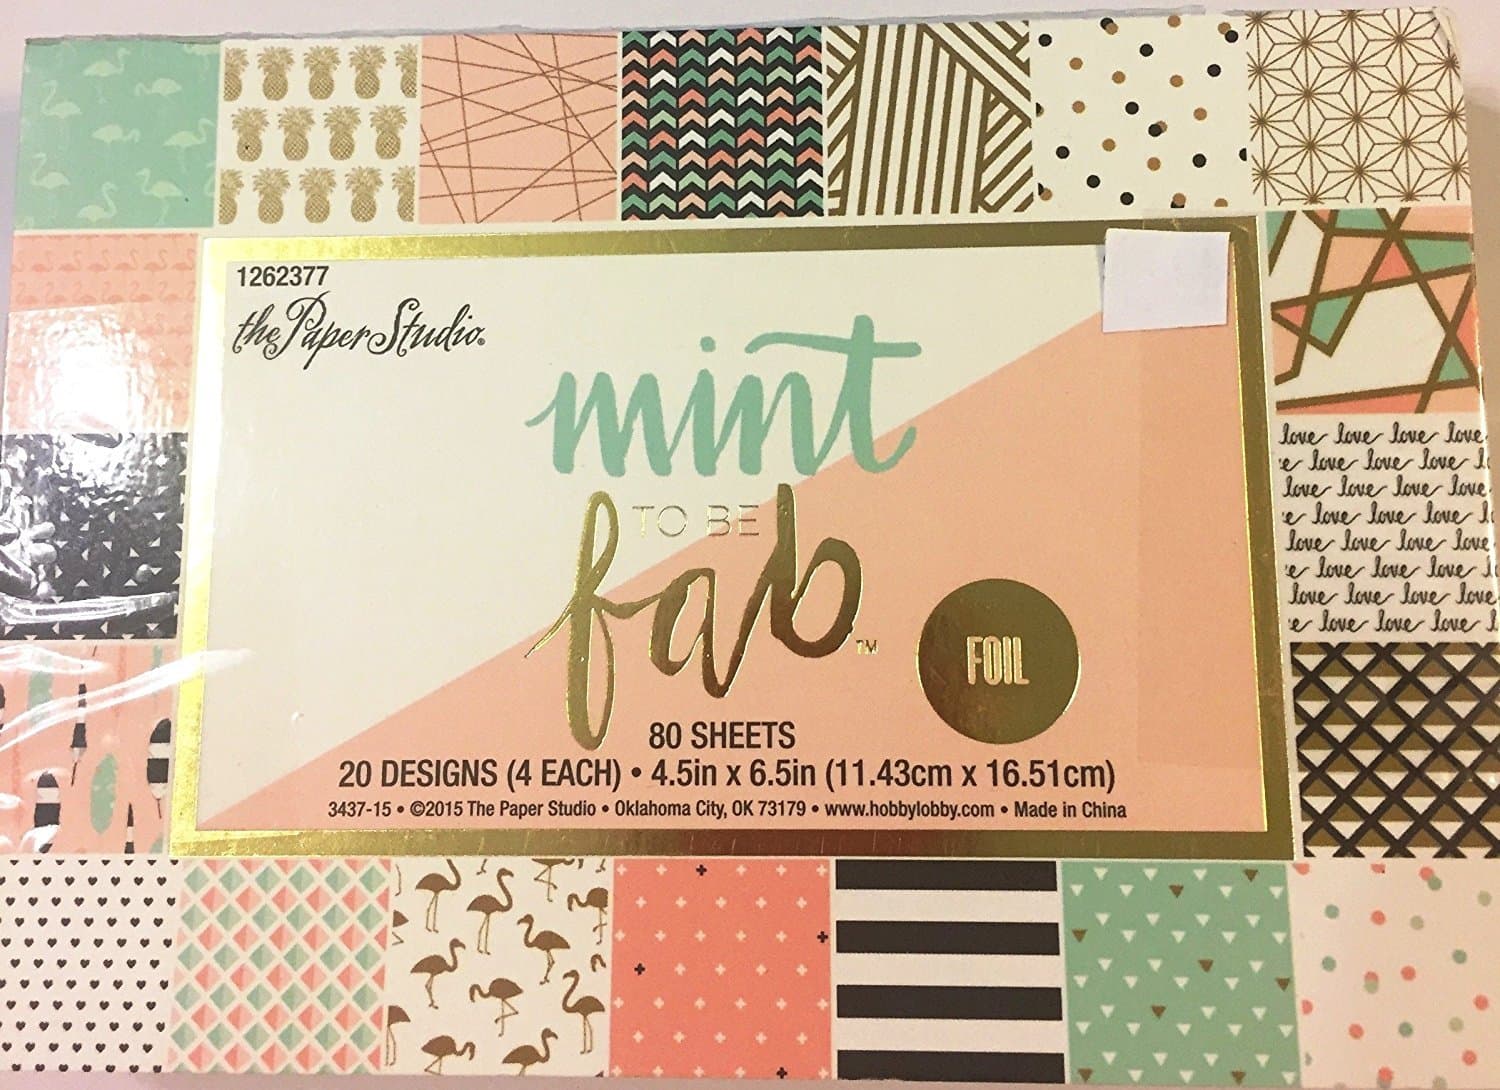 1262377
the Paper Studio®
mint
TO BE
fab™
FOIL
80 SHEETS
20 DESIGNS (4 EACH) • 4.5in x 6.5in (11.43cm x 16.51cm)
3437-15 • ©2015 The Paper Studio • Oklahoma City, OK 73179 • www.hobbylobby.com • Made in China
love love love love
e love love love l
love love love love
e love love love l
love love love love
e love love love l
love love love love
e love love love l